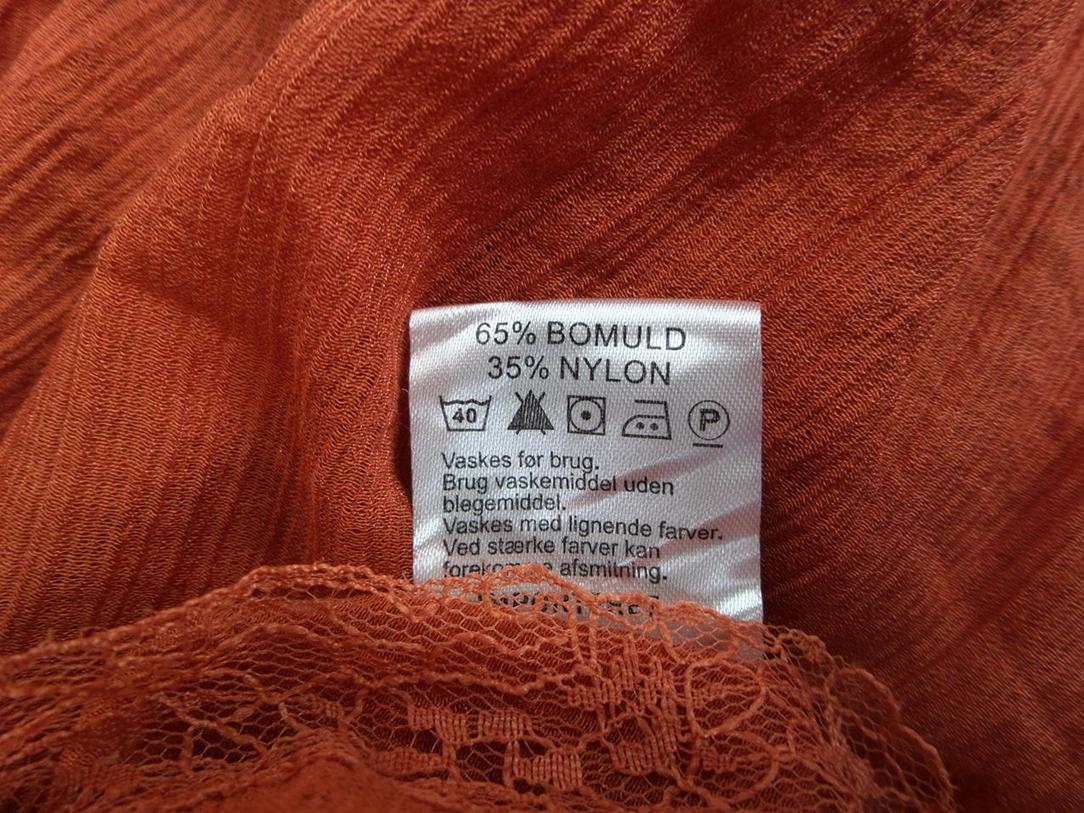 65% BOMULD
35% NYLON
40 P
Vaskes før brug.
Brug vaskemiddel uden
blegemiddel.
Vaskes med lignende farver.
Ved stærke farver kan
forekomme afsmitning.